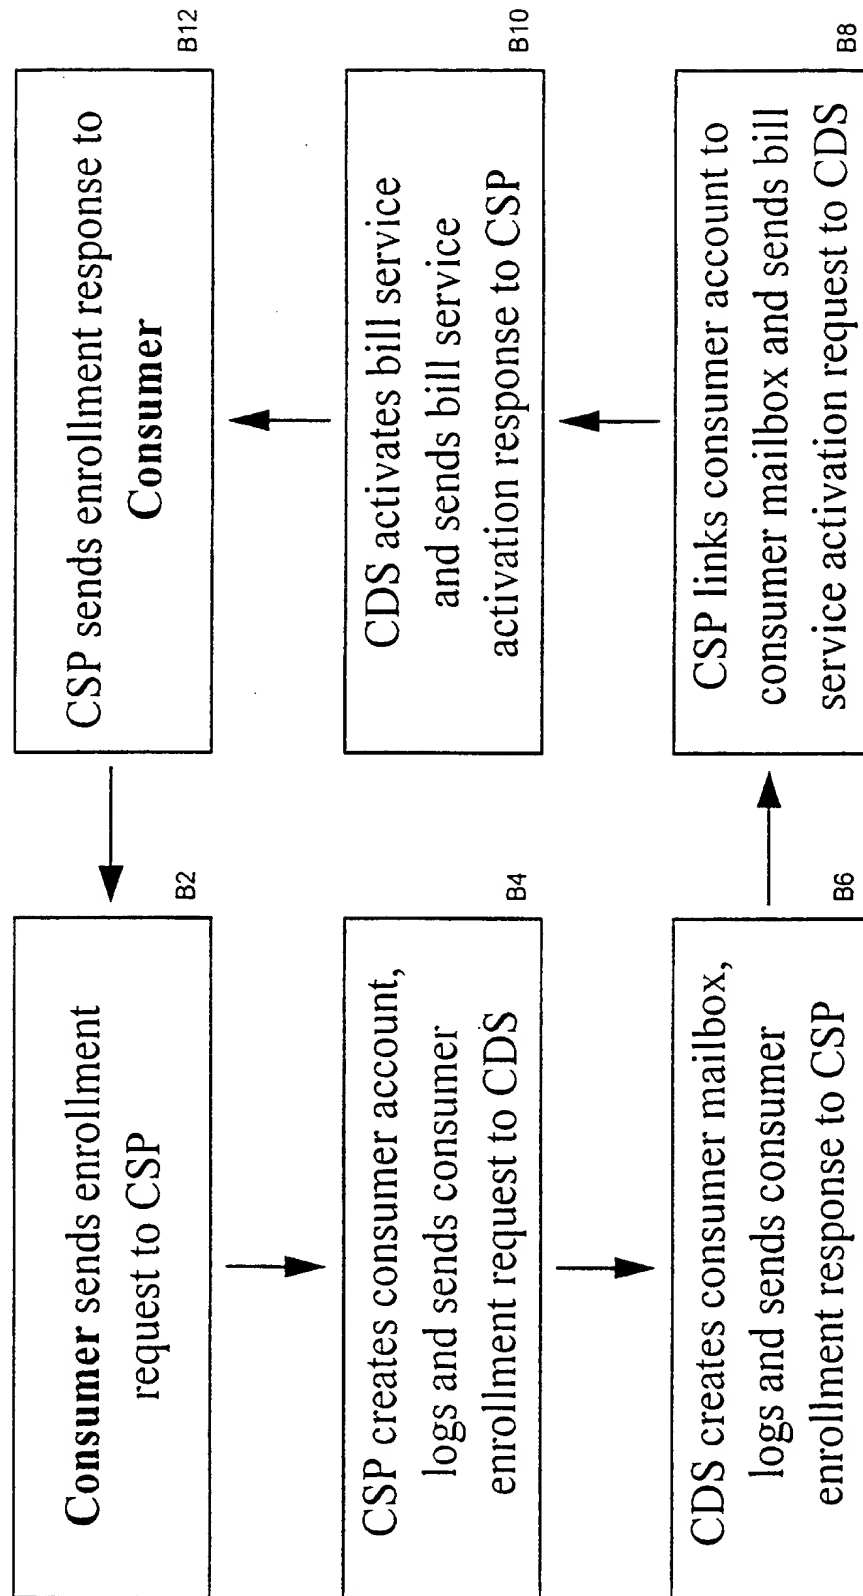 Consumer sends enrollment
request to CSP
B2
CSP creates consumer account,
logs and sends consumer
enrollment request to CDS
B4
CDS creates consumer mailbox,
logs and sends consumer
enrollment response to CSP
B6
CSP links consumer account to
consumer mailbox and sends bill
service activation request to CDS
B8
CDS activates bill service
and sends bill service
activation response to CSP
B10
CSP sends enrollment response to
Consumer
B12